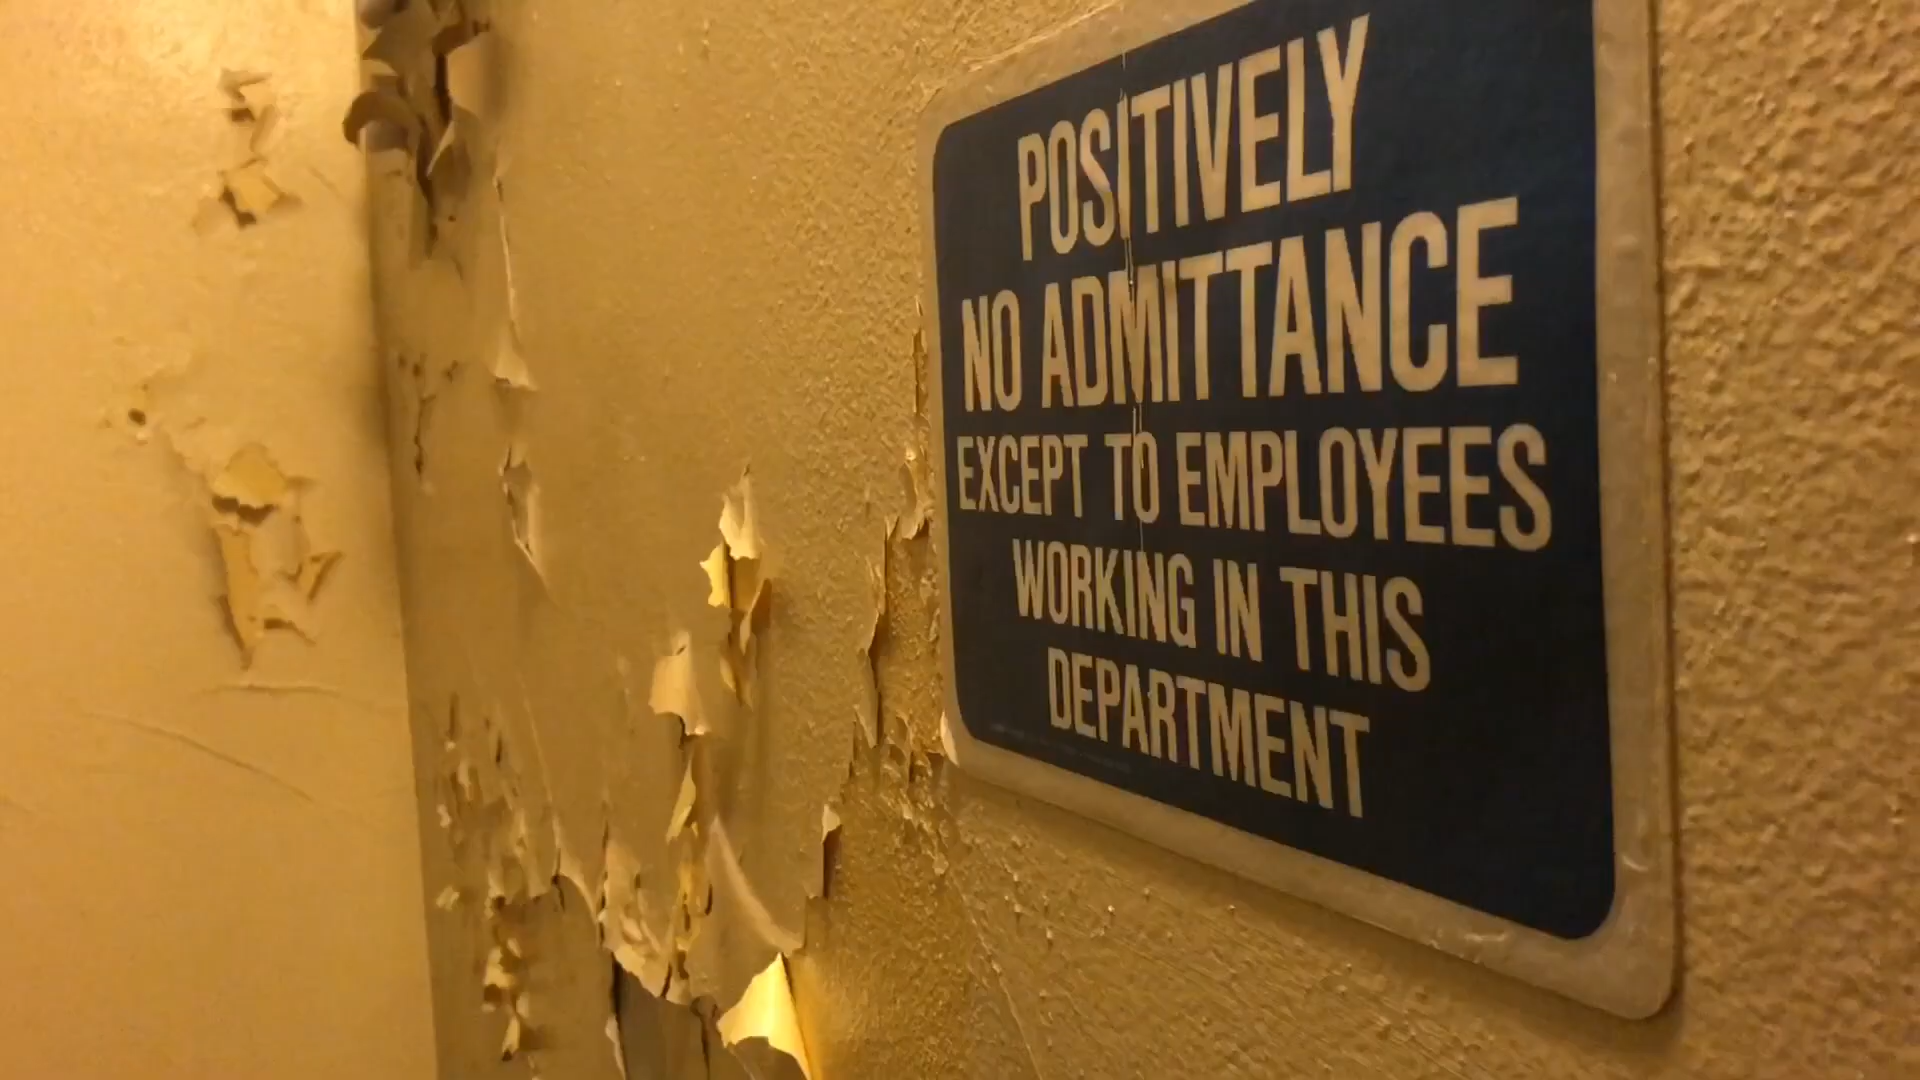 POSITIVELY
NO ADMITTANCE
EXCEPT TO EMPLOYEES
WORKING IN THIS
DEPARTMENT